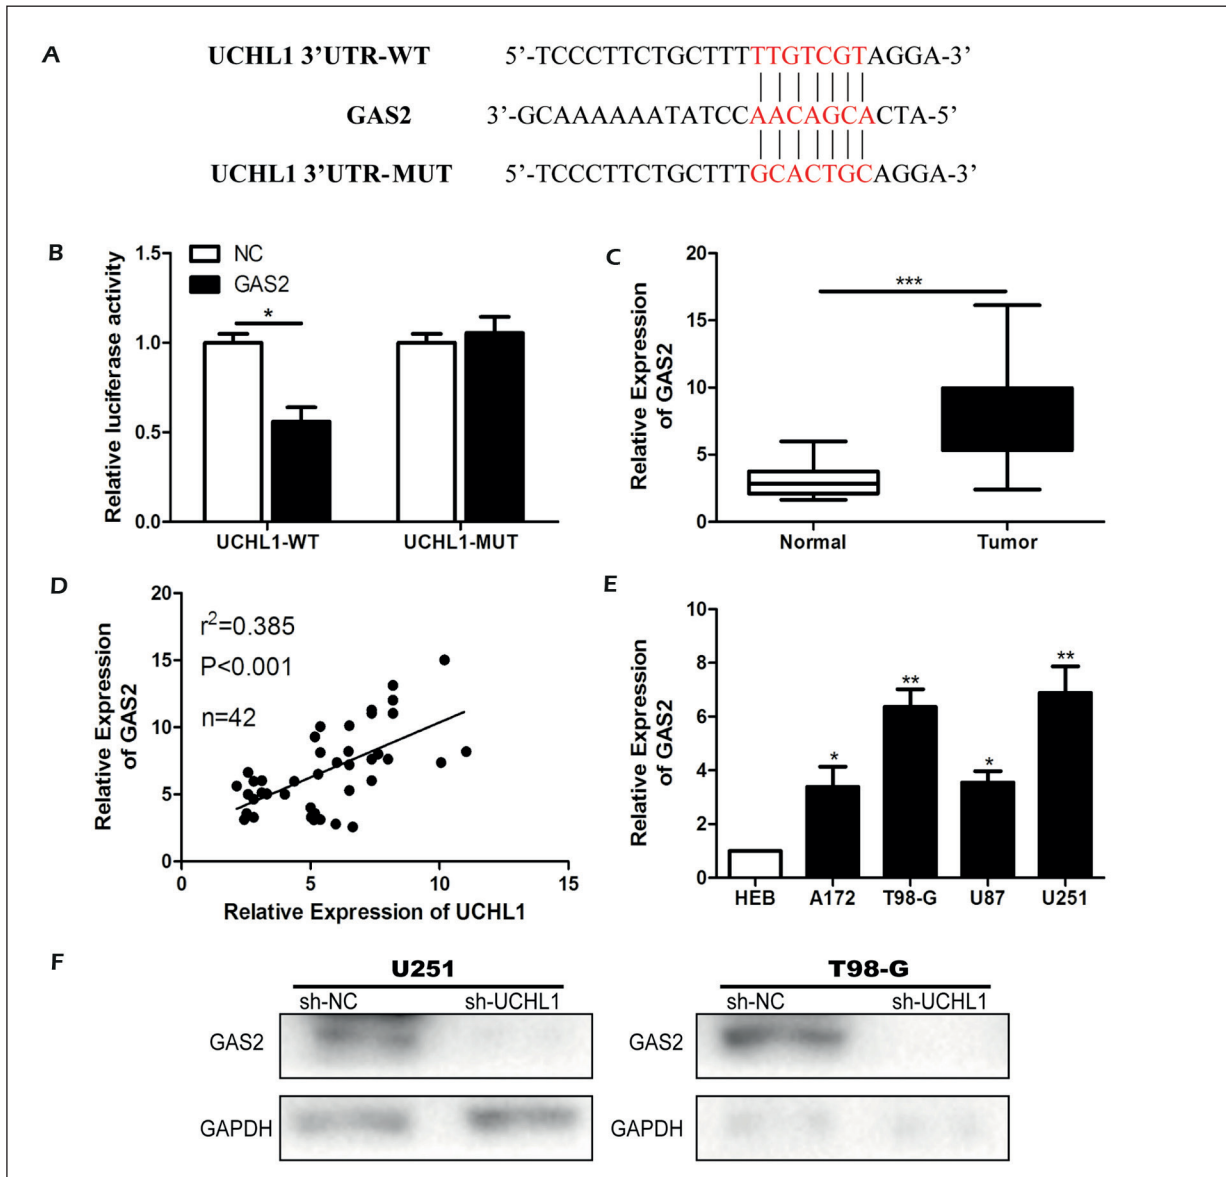 A
UCHL1 3’UTR-WT 5’-TCCCTTCTGCTTTTTGTCGTAGGA-3’
GAS2 3’-GCAAAAAATATCCAACAGCACTA-5’
UCHL1 3’UTR-MUT 5’-TCCCTTCTGCTTTGCACTGCAGGA-3’
B
NC
GAS2
Relative luciferase activity
1.5
1.0
0.5
0.0
*
UCHL1-WT UCHL1-MUT
C
Relative Expression
of GAS2
20
15
10
5
0
***
Normal Tumor
D
Relative Expression
of GAS2
20
15
10
5
0
r²=0.385
P<0.001
n=42
0 5 10 15
Relative Expression of UCHL1
E
Relative Expression
of GAS2
10
8
6
4
2
0
* ** * **
HEB A172 T98-G U87 U251
F
U251
sh-NC sh-UCHL1
GAS2
GAPDH
T98-G
sh-NC sh-UCHL1
GAS2
GAPDH